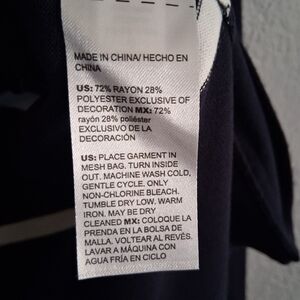 MADE IN CHINA/ HECHO EN
CHINA
US: 72% RAYON 28%
POLYESTER EXCLUSIVE OF
DECORATION MX: 72%
rayón 28% poliéster
EXCLUSIVO DE LA
DECORACIÓN
US: PLACE GARMENT IN
MESH BAG. TURN INSIDE
OUT. MACHINE WASH COLD,
GENTLE CYCLE. ONLY
NON-CHLORINE BLEACH.
TUMBLE DRY LOW. WARM
IRON. MAY BE DRY
CLEANED MX: COLOQUE LA
PRENDA EN LA BOLSA DE
MALLA. VOLTEAR AL REVÉS.
LAVAR A MÁQUINA CON
AGUA FRÍA EN CICLO